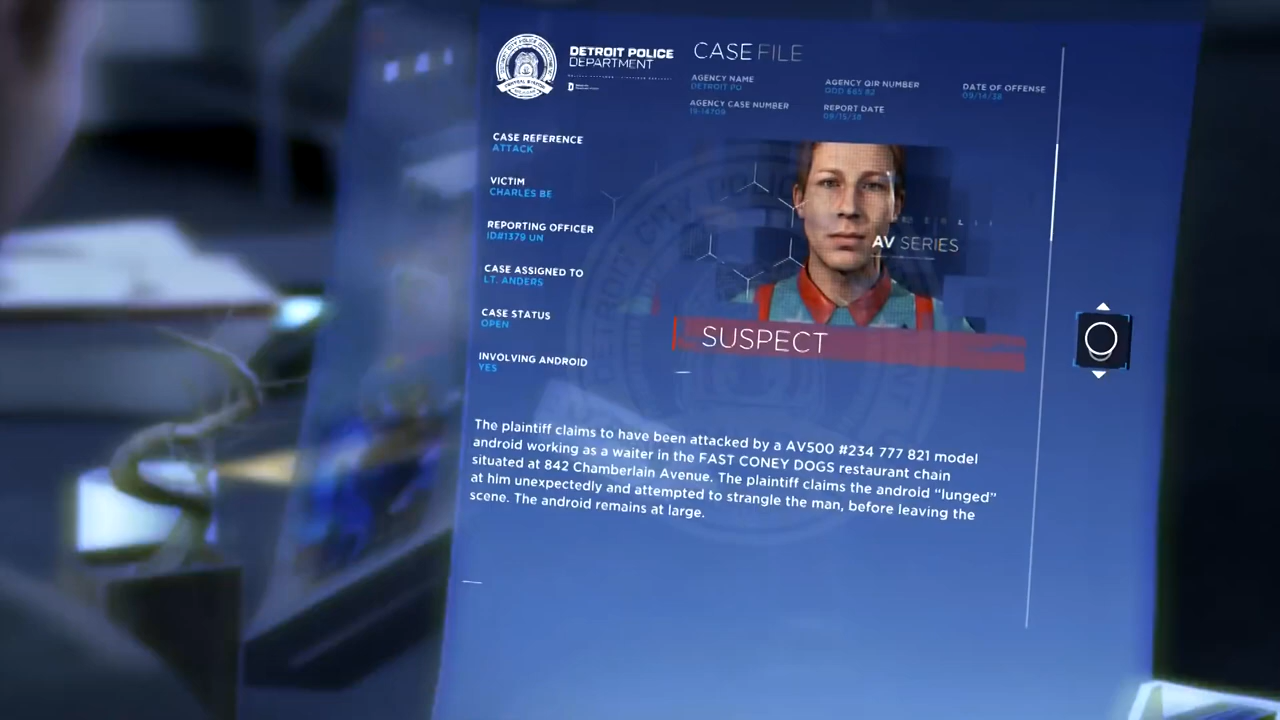 DETROIT POLICE
DEPARTMENT
CASE FILE
AGENCY NAME
DETROIT PD
AGENCY QIR NUMBER
DATE OF OFFENSE
09/14/38
AGENCY CASE NUMBER
REPORT DATE
CASE REFERENCE
ATTACK
VICTIM
CHARLES BE
REPORTING OFFICER
ID#1379 UN
CASE ASSIGNED TO
LT. ANDERS
CASE STATUS
OPEN
INVOLVING ANDROID
YES
AV SERIES
SUSPECT
The plaintiff claims to have been attacked by a AV500 #234 777 821 model
android working as a waiter in the FAST CONEY DOGS restaurant chain
situated at 842 Chamberlain Avenue. The plaintiff claims the android “lunged”
at him unexpectedly and attempted to strangle the man, before leaving the
scene. The android remains at large.